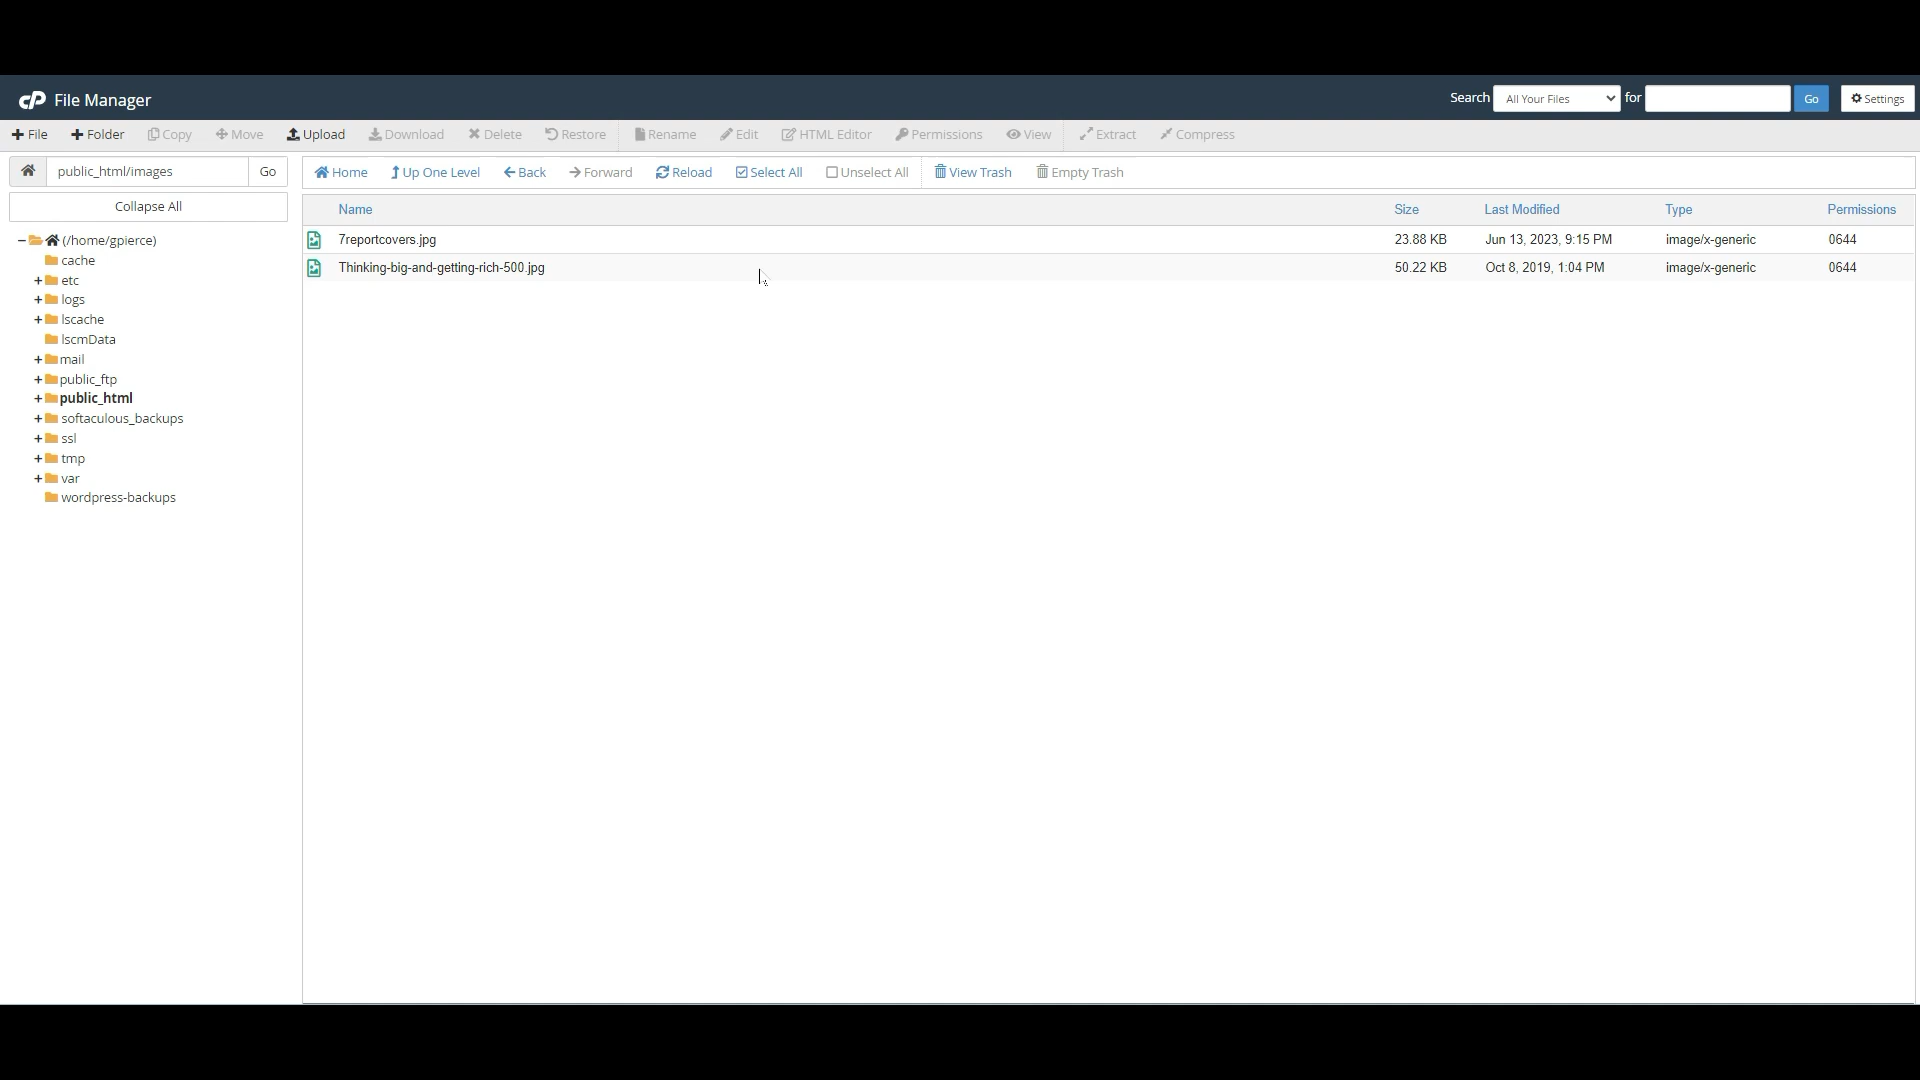 cP File Manager
Search All Your Files for Go Settings
File Folder Copy Move Upload Download Delete Restore Rename Edit HTML Editor Permissions View Extract Compress
public_html/images Go
Home Up One Level Back Forward Reload Select All Unselect All View Trash Empty Trash
Collapse All
Name Size Last Modified Type Permissions
7reportcovers.jpg 23.88 KB Jun 13, 2023, 9:15 PM image/x-generic 0644
Thinking-big-and-getting-rich-500.jpg 50.22 KB Oct 8, 2019, 1:04 PM image/x-generic 0644
(/home/gpierce)
cache
etc
logs
lscache
lscmData
mail
public_ftp
public_html
softaculous_backups
ssl
tmp
var
wordpress-backups